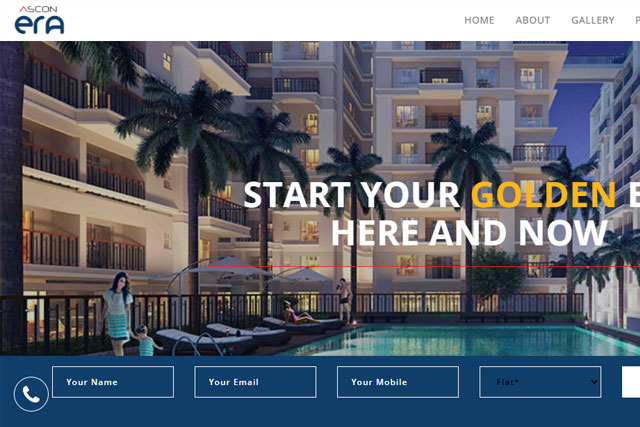 ASCON
era
HOME ABOUT GALLERY P
START YOUR GOLDEN E
HERE AND NOW
Your Name Your Email Your Mobile Flat*